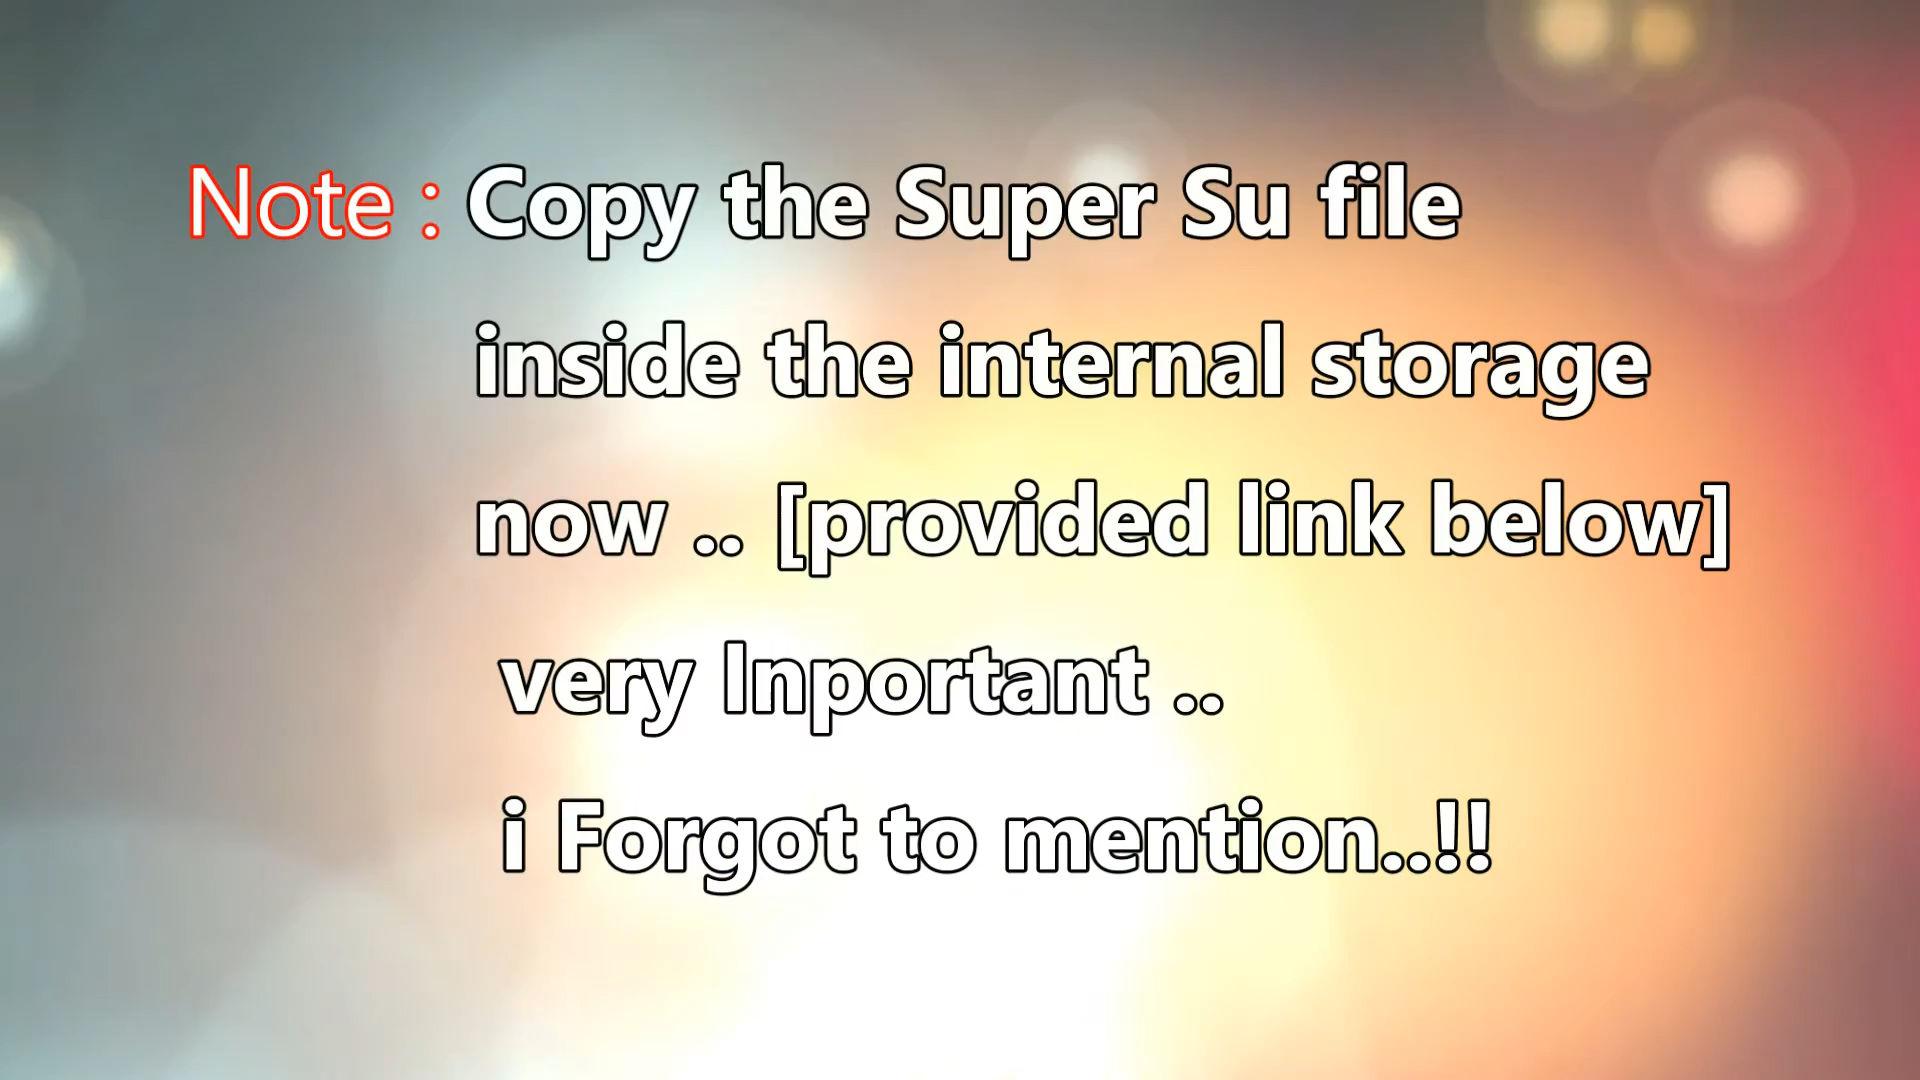 Note : Copy the Super Su file
inside the internal storage
now .. [provided link below]
very Inportant ..
i Forgot to mention..!!